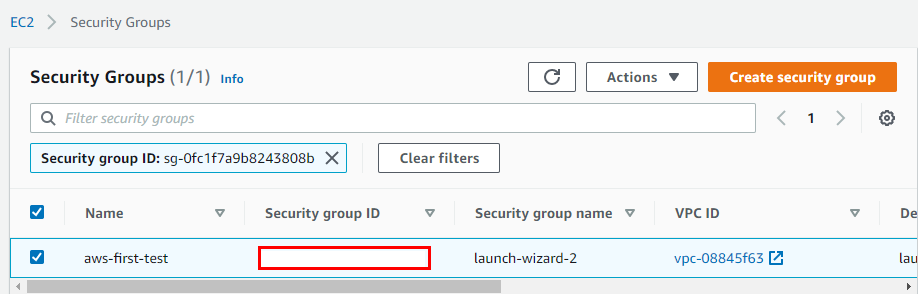 EC2 > Security Groups
Security Groups (1/1) Info Actions Create security group
Filter security groups 1
Security group ID: sg-0fc1f7a9b8243808b Clear filters
Name Security group ID Security group name VPC ID De
aws-first-test launch-wizard-2 vpc-08845f63 lau